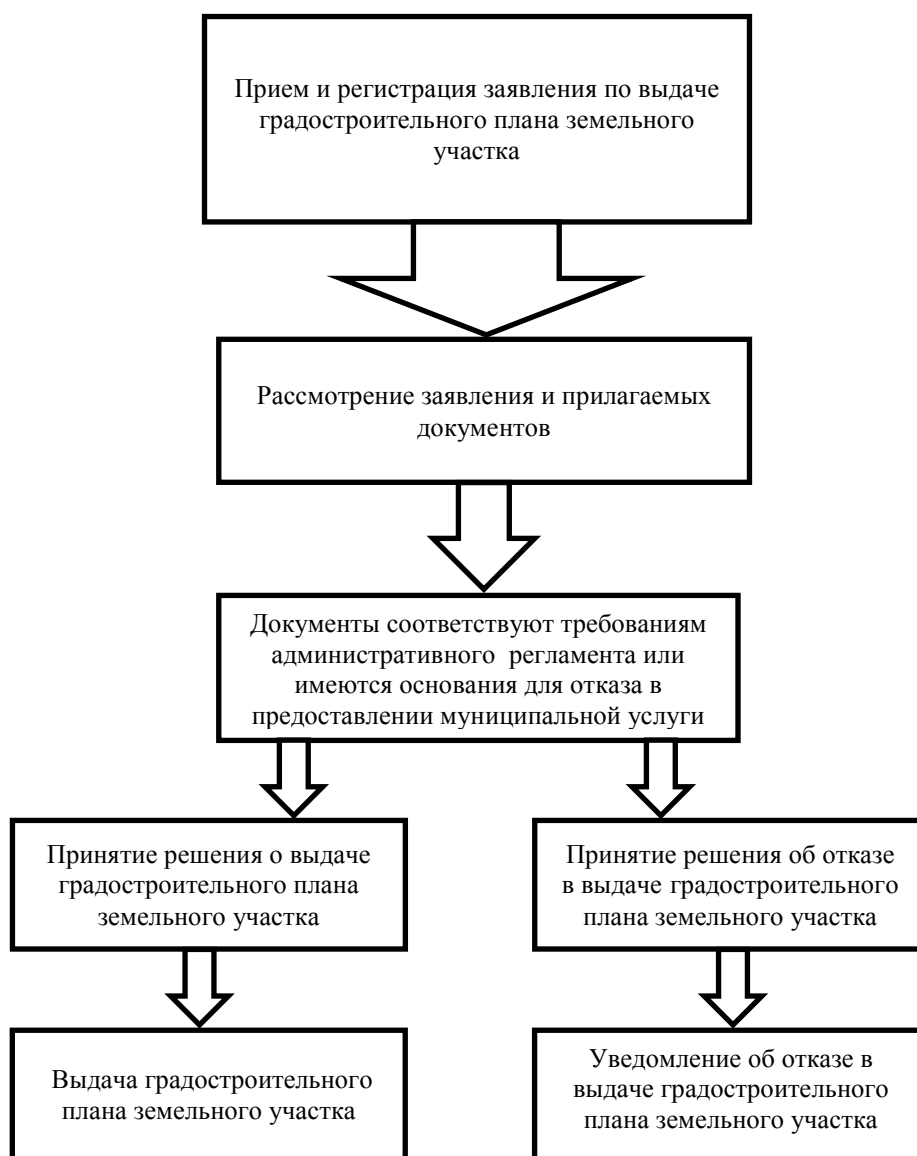 Прием и регистрация заявления по выдаче
градостроительного плана земельного
участка
Рассмотрение заявления и прилагаемых
документов
Документы соответствуют требованиям
административного  регламента или
имеются основания для отказа в
предоставлении муниципальной услуги
Принятие решения о выдаче
градостроительного плана
земельного участка
Принятие решения об отказе
в выдаче градостроительного
плана земельного участка
Выдача градостроительного
плана земельного участка
Уведомление об отказе в
выдаче градостроительного
плана земельного участка